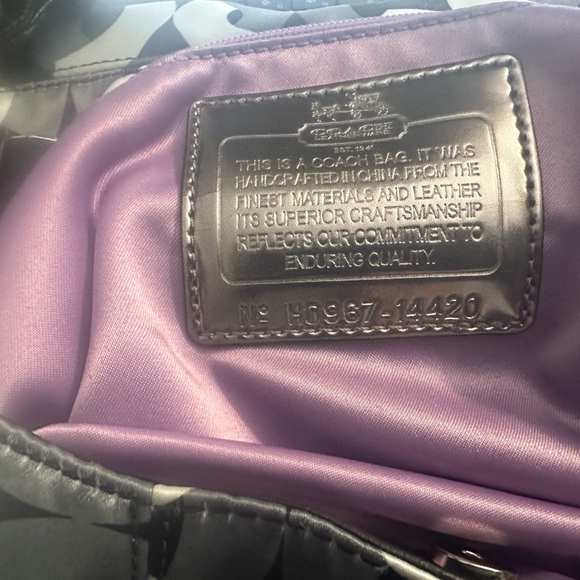 COACH
EST. 1941
THIS IS A COACH BAG. IT WAS
HANDCRAFTED IN CHINA FROM THE
FINEST MATERIALS AND LEATHER
ITS SUPERIOR CRAFTSMANSHIP
REFLECTS OUR COMMITMENT TO
ENDURING QUALITY.
Nº H0967-14420